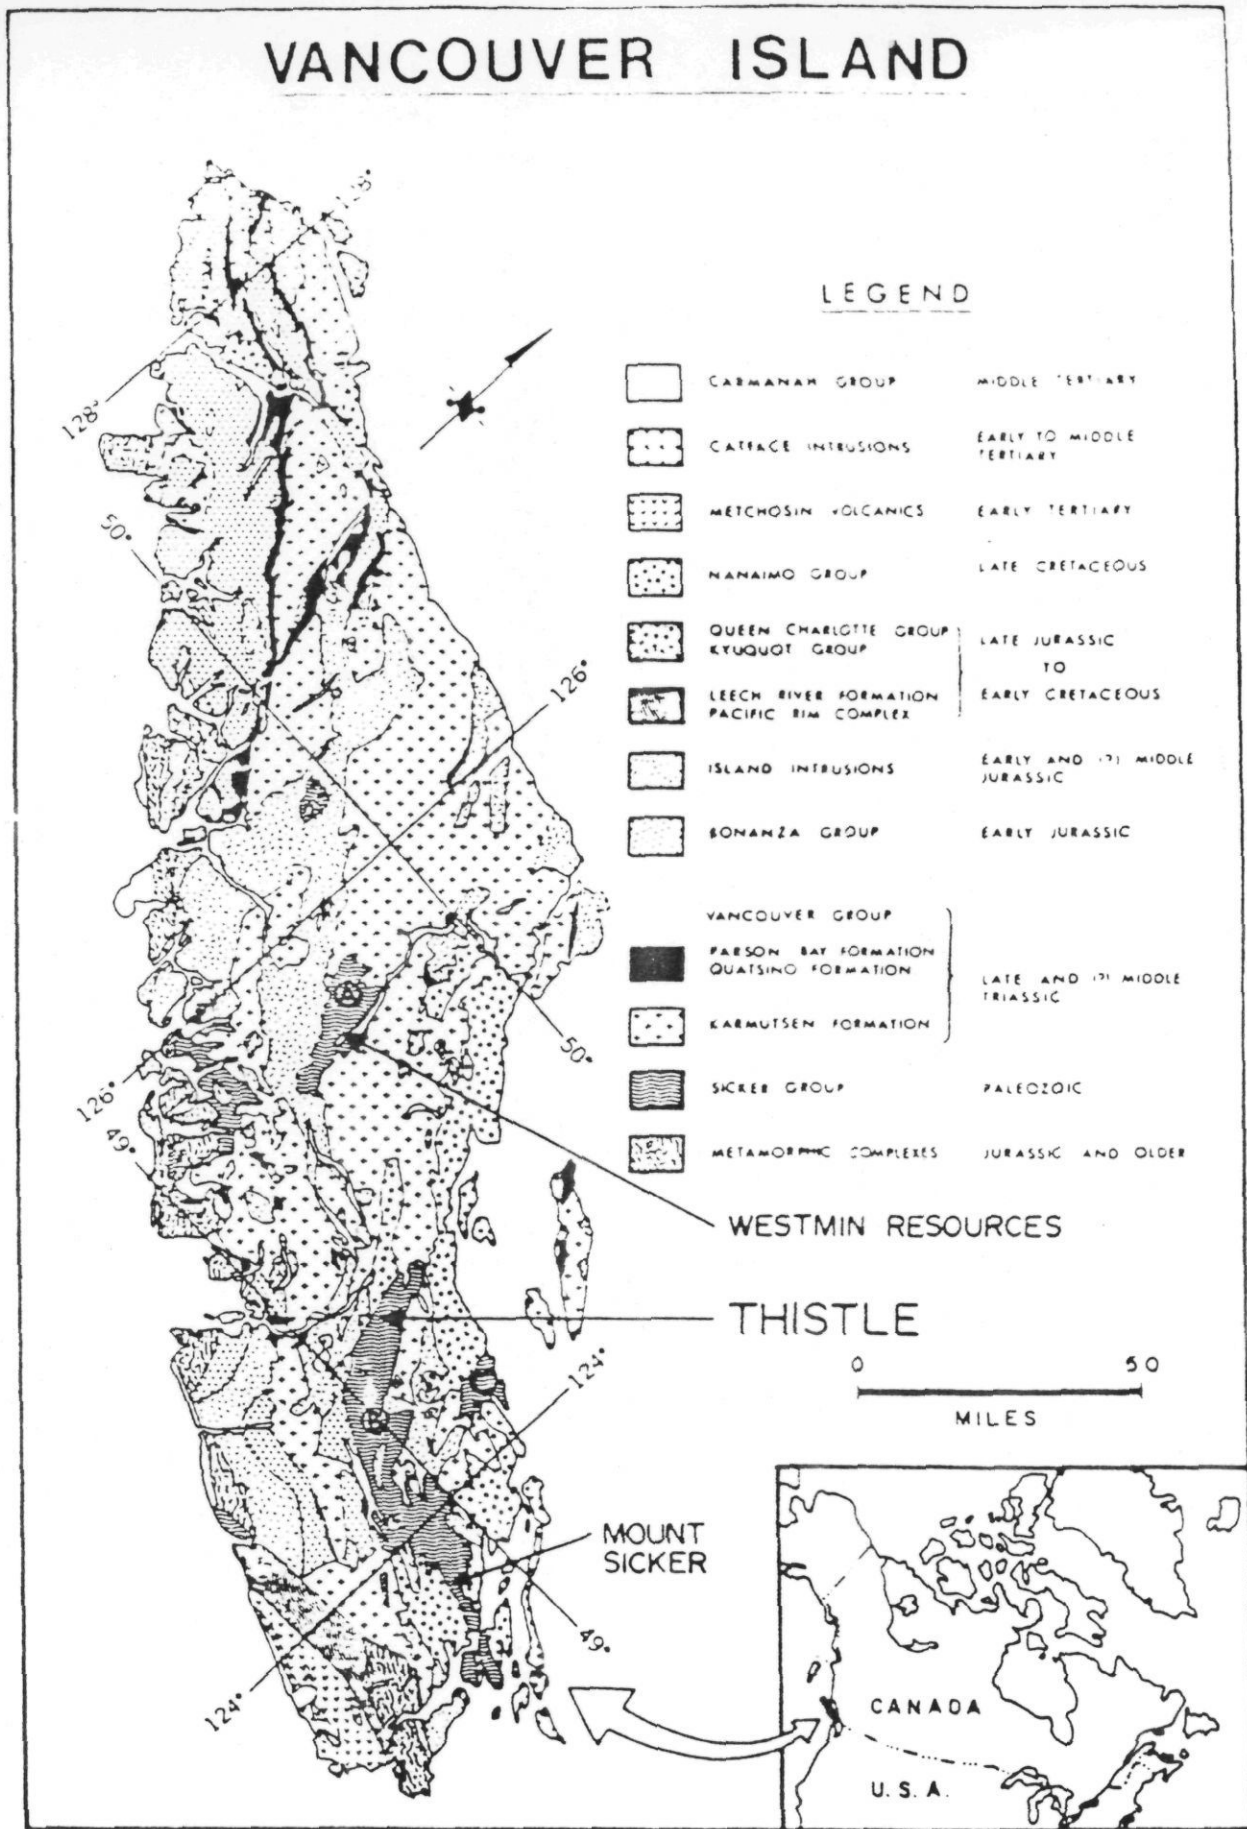 VANCOUVER ISLAND
128°
128°
50°
126°
LEGEND
CARMANAH GROUP MIDDLE TERTIARY
CATFACE INTRUSIONS EARLY TO MIDDLE
TERTIARY
METCHOSIN VOLCANICS EARLY TERTIARY
NANAIMO GROUP LATE CRETACEOUS
QUEEN CHARLOTTE GROUP
KYUQUOT GROUP
LATE JURASSIC
TO
EARLY CRETACEOUS
LEECH RIVER FORMATION
PACIFIC RIM COMPLEX
ISLAND INTRUSIONS EARLY AND (?) MIDDLE
JURASSIC
BONANZA GROUP EARLY JURASSIC
VANCOUVER GROUP
PARSON BAY FORMATION
QUATSINO FORMATION
LATE AND (?) MIDDLE
TRIASSIC
KARMUTSEN FORMATION
SICKER GROUP PALEOZOIC
METAMORPHIC COMPLEXES JURASSIC AND OLDER
A
50°
126°
49°
WESTMIN RESOURCES
THISTLE
124°
B
C
0 50
MILES
MOUNT
SICKER
49°
124°
CANADA
U.S.A.